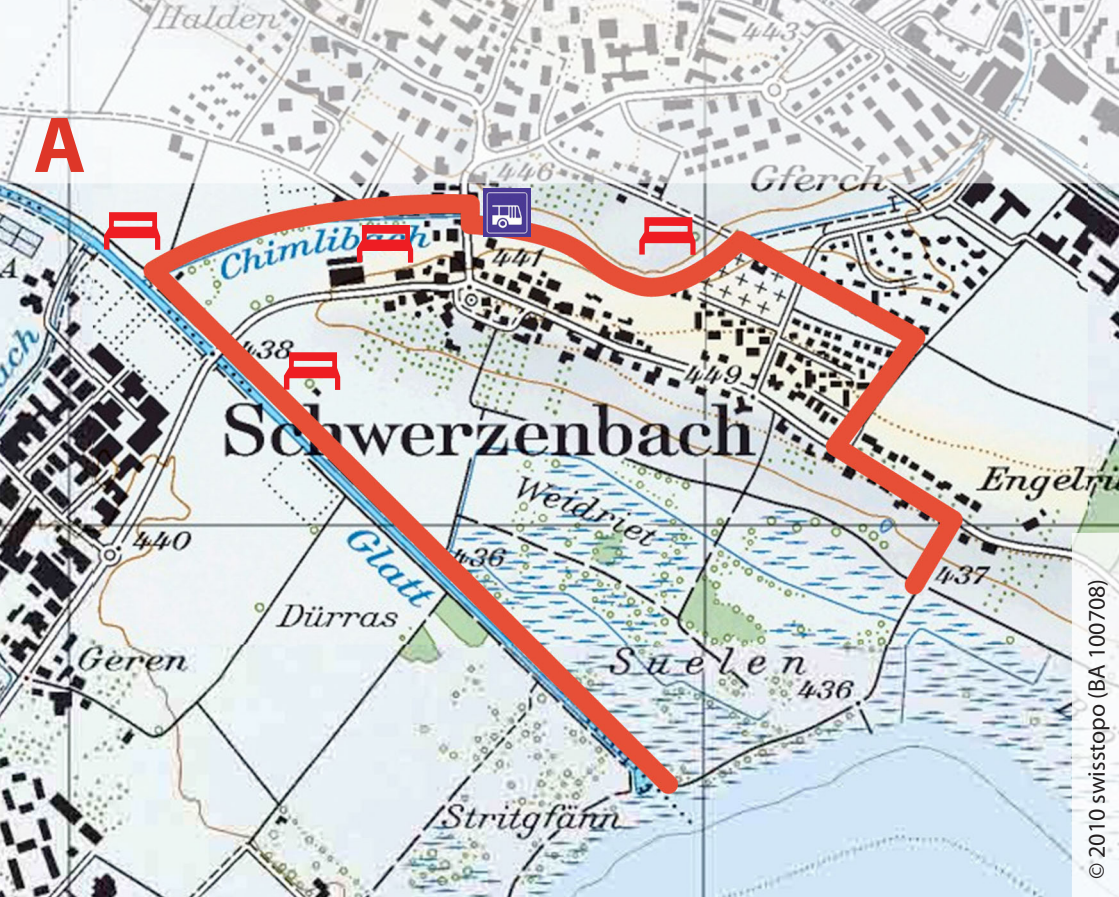 Halden
443
A
446
Gferch
Chimlibach
441
A
ach
438
449
Schwerzenbach
Engelri
Weidriet
440
Glatt
436
437
Dürras
Geren
Suelen
436
Stritgfänn
© 2010 swisstopo (BA 100708)